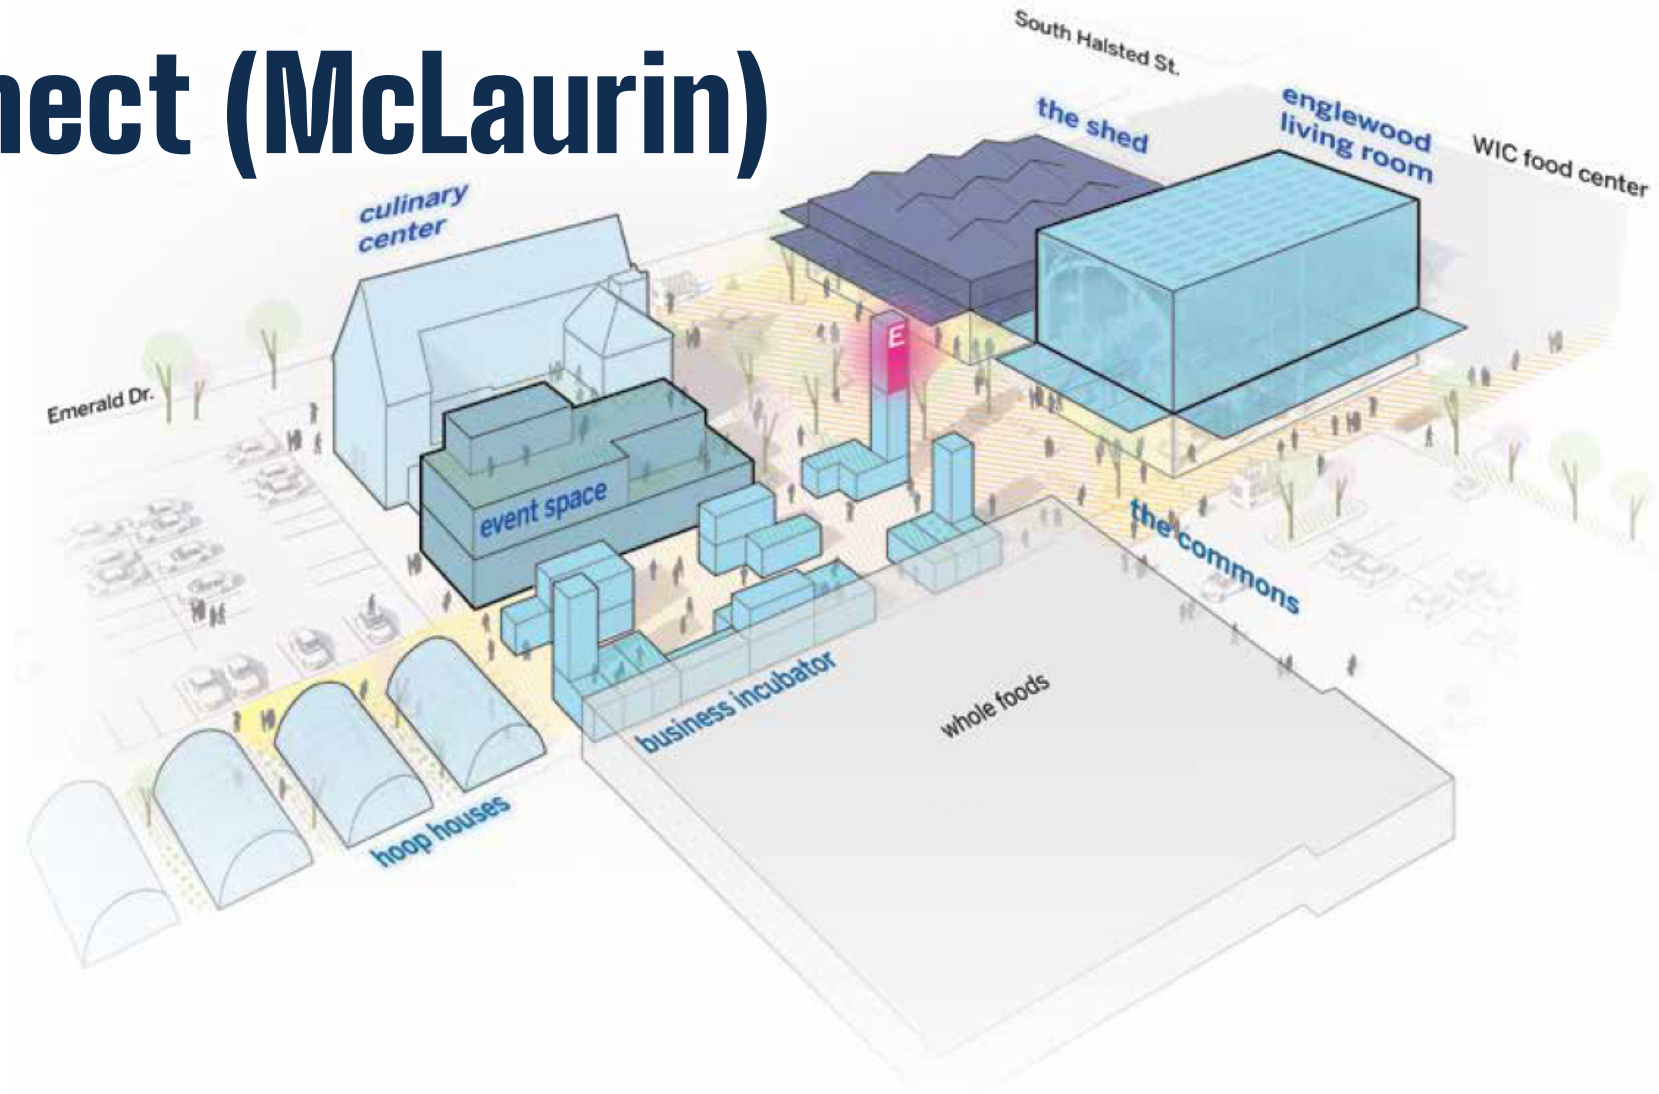 nect (McLaurin)
South Halsted St.
the shed
englewood
living room
WIC food center
culinary
center
Emerald Dr.
E
event space
the commons
business incubator
whole foods
hoop houses